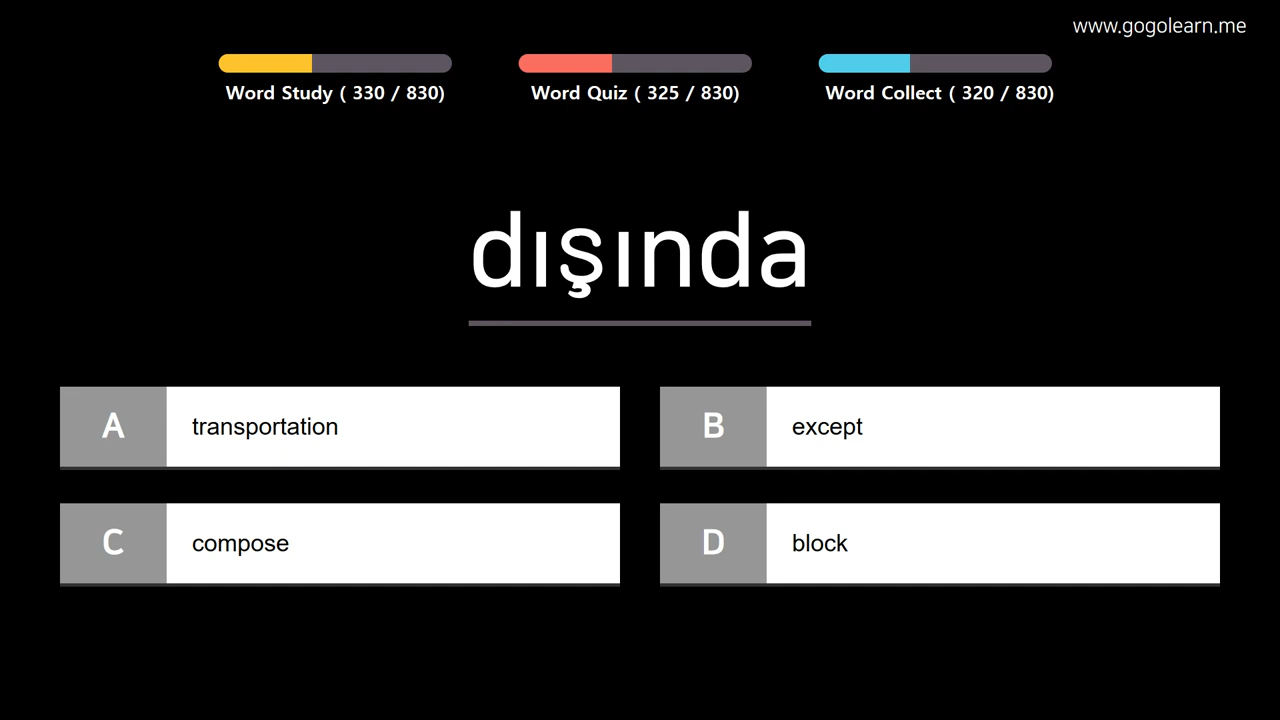 www.gogolearn.me
Word Study ( 330 / 830)
Word Quiz ( 325 / 830)
Word Collect ( 320 / 830)
dışında
A transportation
B except
C compose
D block